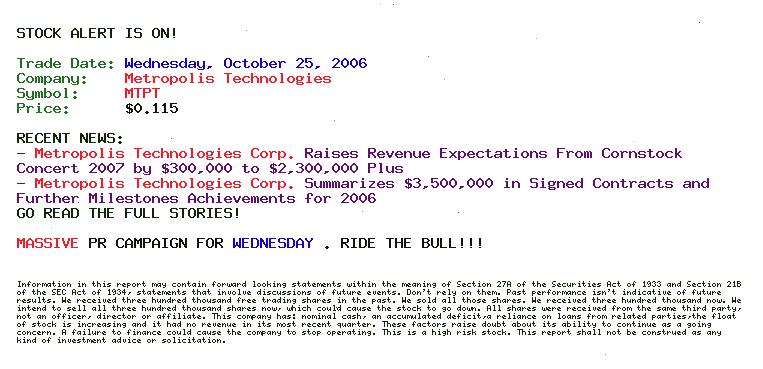 STOCK ALERT IS ON!
Trade Date: Wednesday, October 25, 2006
Company: Metropolis Technologies
Symbol: MTPT
Price: $0.115
RECENT NEWS:
- Metropolis Technologies Corp. Raises Revenue Expectations From Cornstock
Concert 2007 by $300,000 to $2,300,000 Plus
- Metropolis Technologies Corp. Summarizes $3,500,000 in Signed Contracts and
Further Milestones Achievements for 2006
GO READ THE FULL STORIES!
MASSIVE PR CAMPAIGN FOR WEDNESDAY . RIDE THE BULL!!!
Information in this report may contain forward looking statements within the meaning of Section 27A of the Securities Act of 1933 and Section 21B
of the SEC Act of 1934; statements that involve discussions of future events. Don't rely on them. Past performance isn't indicative of future
results. We received three hundred thousand free trading shares in the past. We sold all those shares. We received three hundred thousand now. We
intend to sell all three hundred thousand shares now; which could cause the stock to go down. All shares were received from the same third party;
not an officer; director or affiliate. This company has: nominal cash; an accumulated deficit;a reliance on loans from related parties;the float
of stock is increasing and it had no revenue in its most recent quarter. These factors raise doubt about its ability to continue as a going
concern. A failure to finance could cause the company to stop operating. This is a high risk stock. This report shall not be construed as any
kind of investment advice or solicitation.